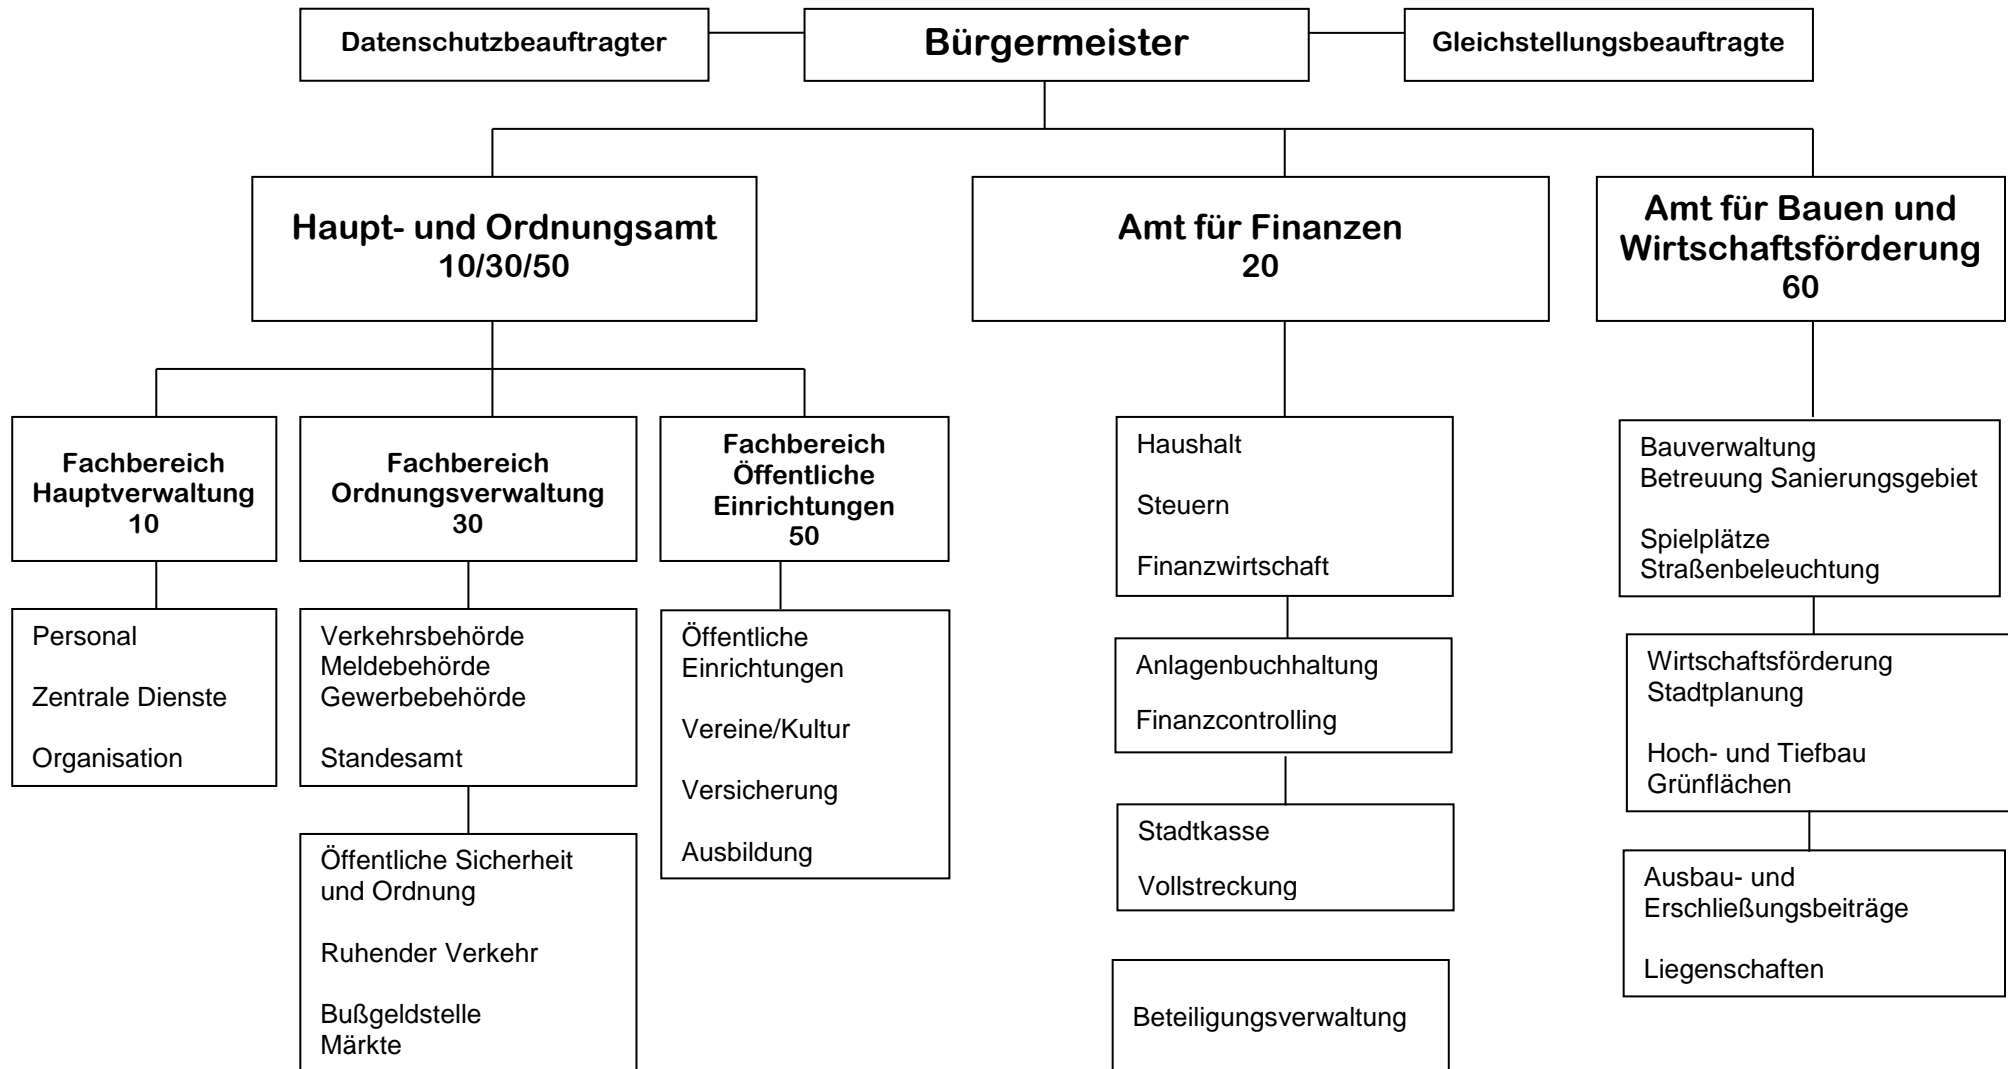 Datenschutzbeauftragter
Bürgermeister
Gleichstellungsbeauftragte
Haupt- und Ordnungsamt
10/30/50
Amt für Finanzen
20
Amt für Bauen und
Wirtschaftsförderung
60
Fachbereich
Hauptverwaltung
10
Fachbereich
Ordnungsverwaltung
30
Fachbereich
Öffentliche
Einrichtungen
50
Personal
Zentrale Dienste
Organisation
Verkehrsbehörde
Meldebehörde
Gewerbebehörde
Standesamt
Öffentliche Sicherheit
und Ordnung
Ruhender Verkehr
Bußgeldstelle
Märkte
Öffentliche
Einrichtungen
Vereine/Kultur
Versicherung
Ausbildung
Haushalt
Steuern
Finanzwirtschaft
Anlagenbuchhaltung
Finanzcontrolling
Stadtkasse
Vollstreckung
Beteiligungsverwaltung
Bauverwaltung
Betreuung Sanierungsgebiet
Spielplätze
Straßenbeleuchtung
Wirtschaftsförderung
Stadtplanung
Hoch- und Tiefbau
Grünflächen
Ausbau- und
Erschließungsbeiträge
Liegenschaften